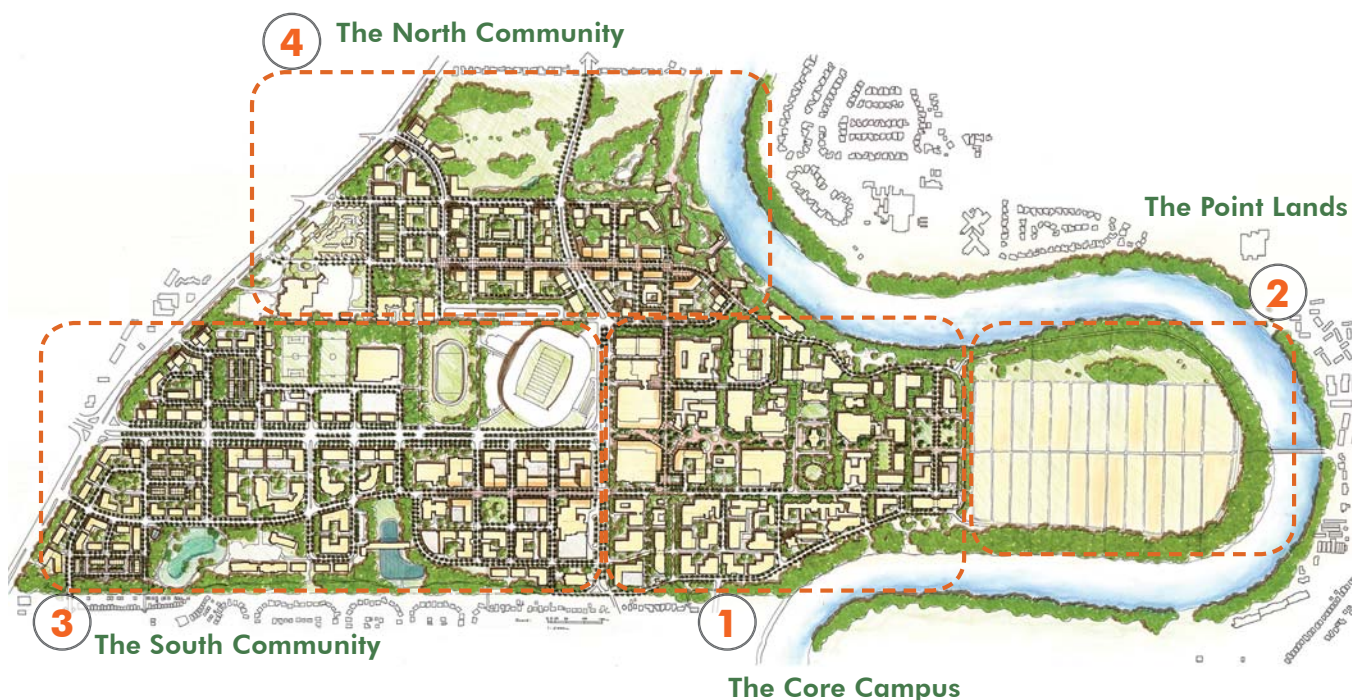 4
The North Community
The Point Lands
2
3
The South Community
1
The Core Campus